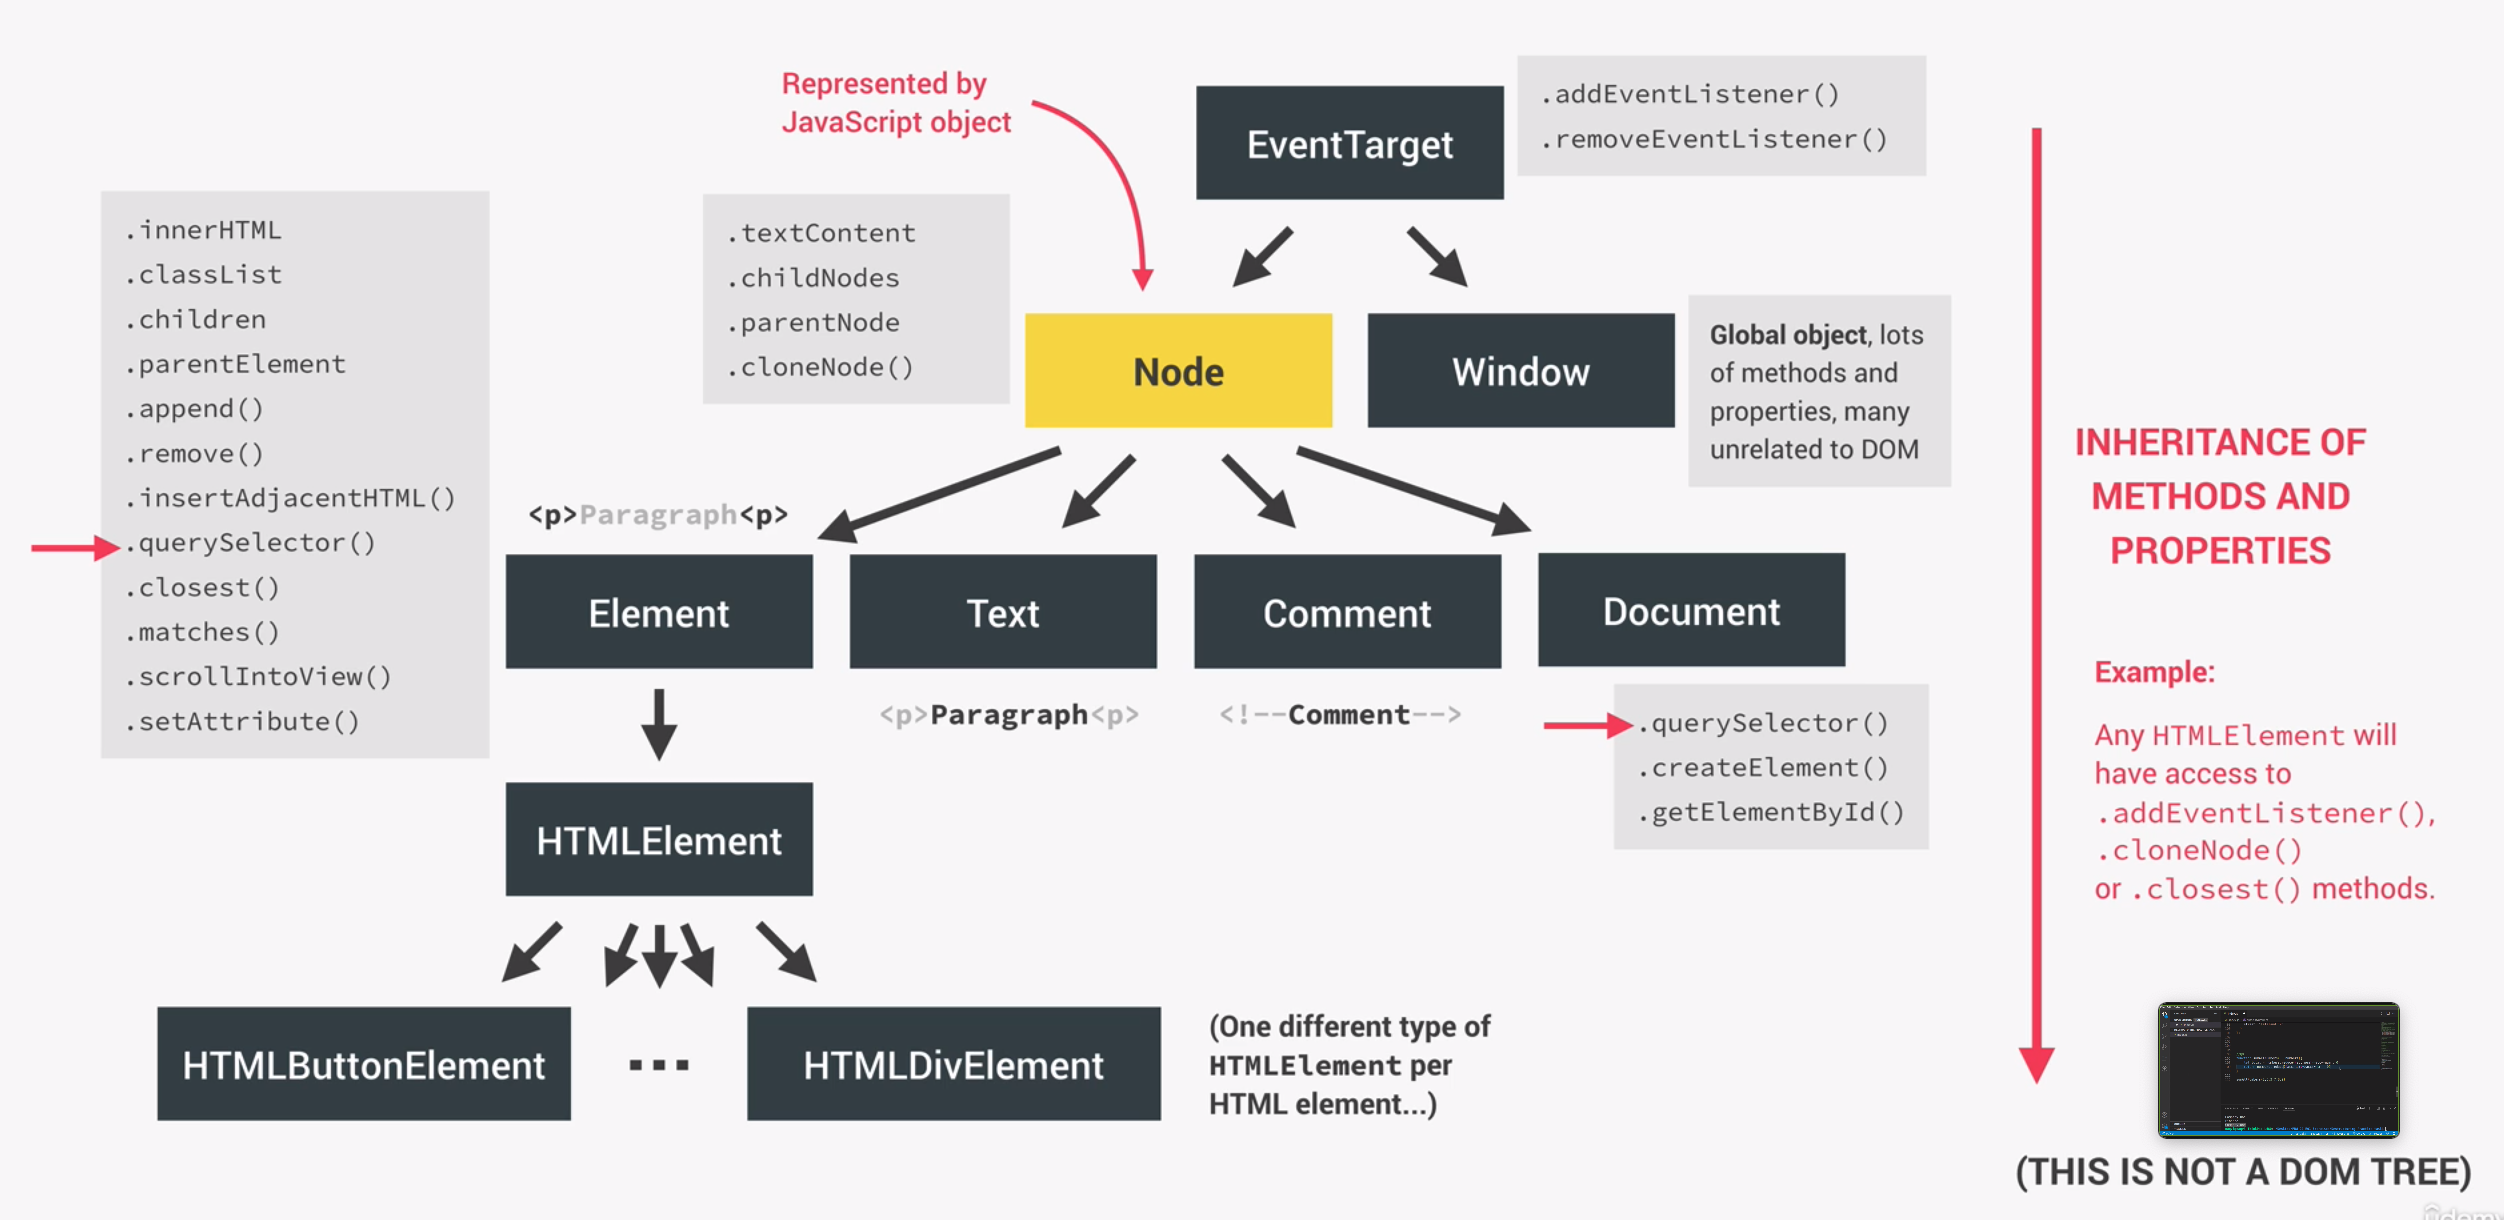 Represented by
JavaScript object
EventTarget
.addEventListener()
.removeEventListener()
.innerHTML
.classList
.children
.parentElement
.append()
.remove()
.insertAdjacentHTML()
.querySelector()
.closest()
.matches()
.scrollIntoView()
.setAttribute()
.textContent
.childNodes
.parentNode
.cloneNode()
Node
Window
Global object, lots
of methods and
properties, many
unrelated to DOM
<p>Paragraph<p>
Element
Text
Comment
Document
<p>Paragraph<p>
<!--Comment-->
.querySelector()
.createElement()
.getElementById()
HTMLElement
HTMLButtonElement
...
HTMLDivElement
(One different type of
HTMLElement per
HTML element...)
INHERITANCE OF
METHODS AND
PROPERTIES
Example:
Any HTMLElement will
have access to
.addEventListener(),
.cloneNode()
or .closest() methods.
(THIS IS NOT A DOM TREE)